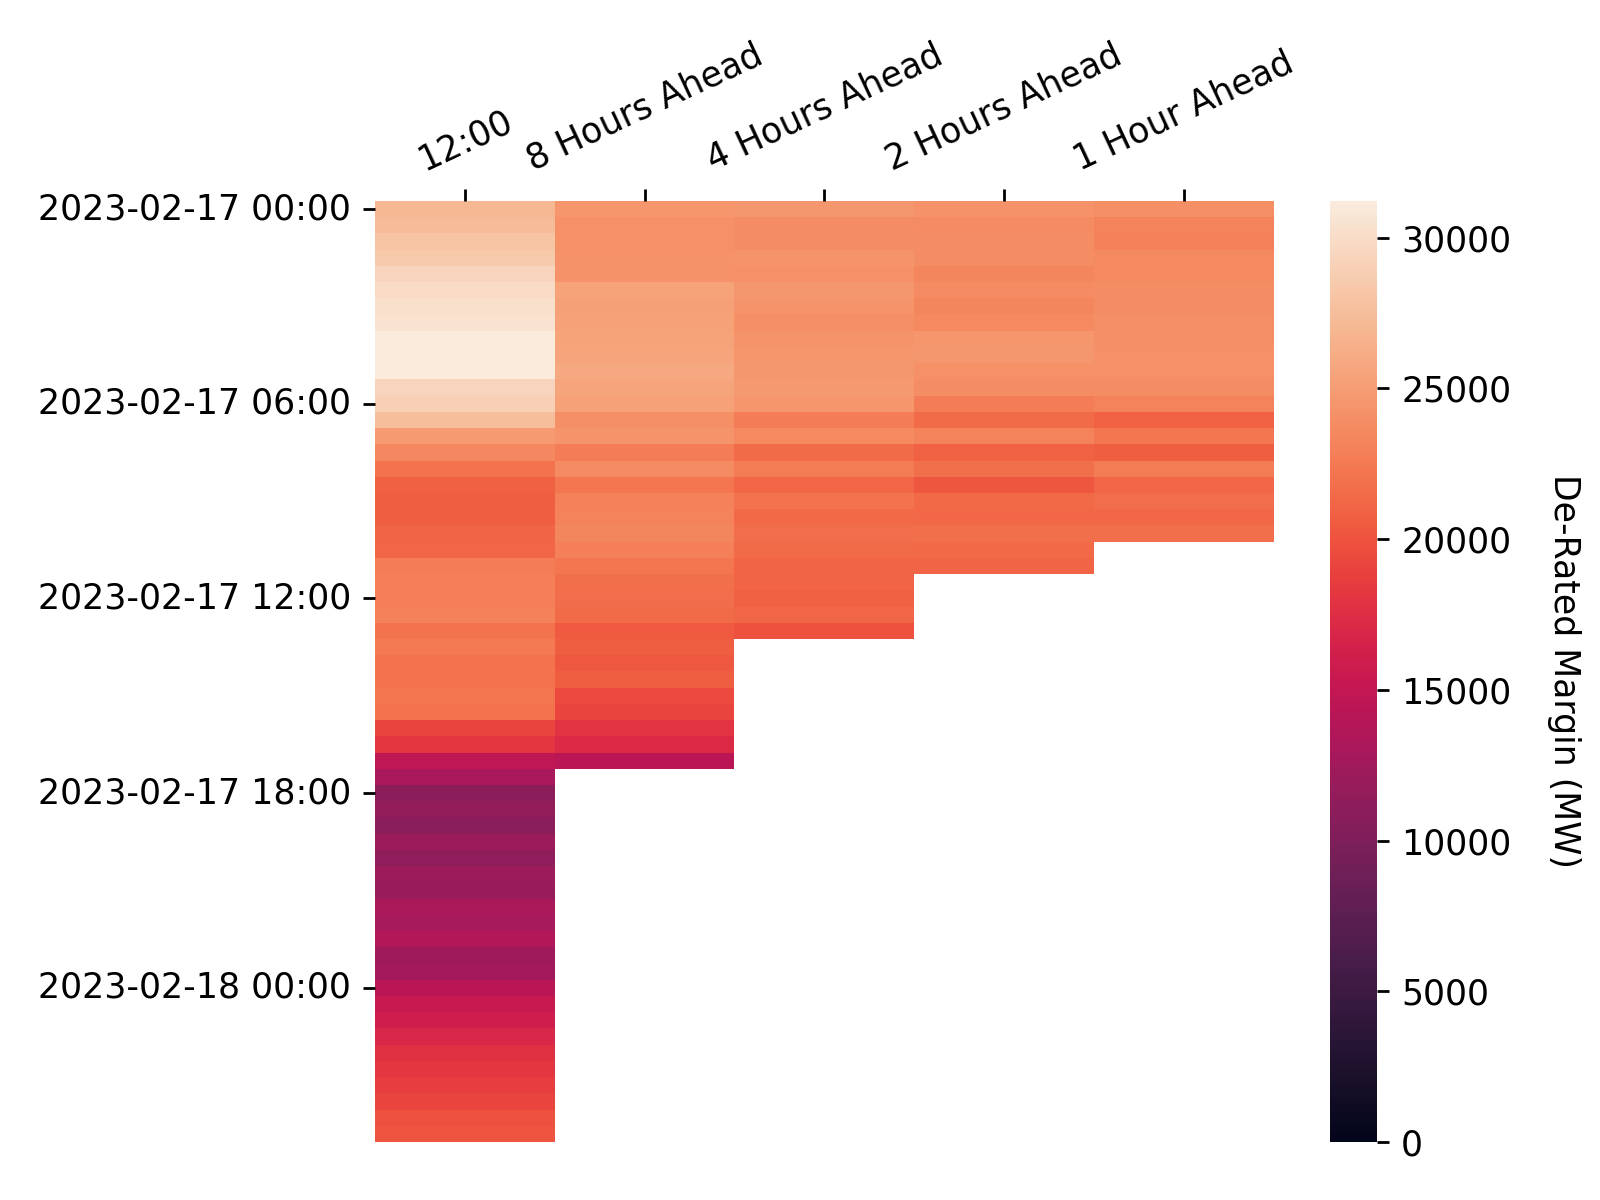 12:00
8 Hours Ahead
4 Hours Ahead
2 Hours Ahead
1 Hour Ahead
2023-02-17 00:00
2023-02-17 06:00
2023-02-17 12:00
2023-02-17 18:00
2023-02-18 00:00
30000
25000
20000
15000
10000
5000
0
De-Rated Margin (MW)